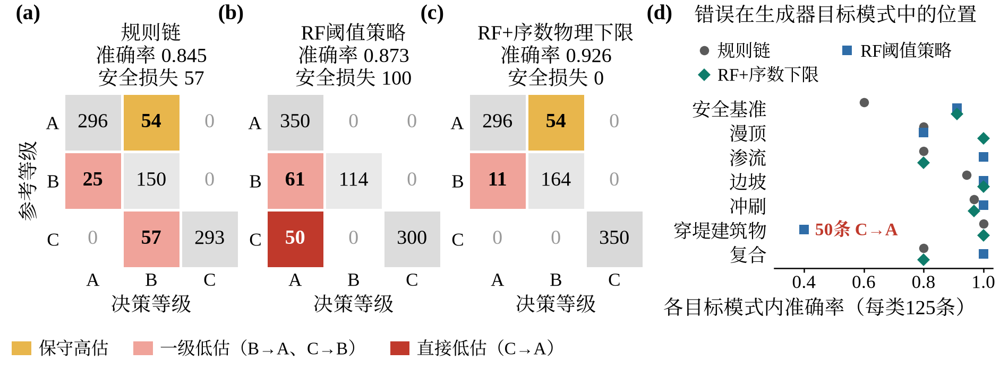 (a)
规则链
准确率 0.845
安全损失 57
参考等级
A 296 54 0
B 25 150 0
C 0 57 293
A B C
决策等级
(b)
RF阈值策略
准确率 0.873
安全损失 100
A 350 0 0
B 61 114 0
C 50 0 300
A B C
决策等级
(c)
RF+序数物理下限
准确率 0.926
安全损失 0
A 296 54 0
B 11 164 0
C 0 0 350
A B C
决策等级
(d)
错误在生成器目标模式中的位置
规则链 RF阈值策略
RF+序数下限
安全基准
漫顶
渗流
边坡
冲刷
穿堤建筑物 50条 C→A
复合
0.4 0.6 0.8 1.0
各目标模式内准确率（每类125条）
保守高估 一级低估（B→A、C→B） 直接低估（C→A）